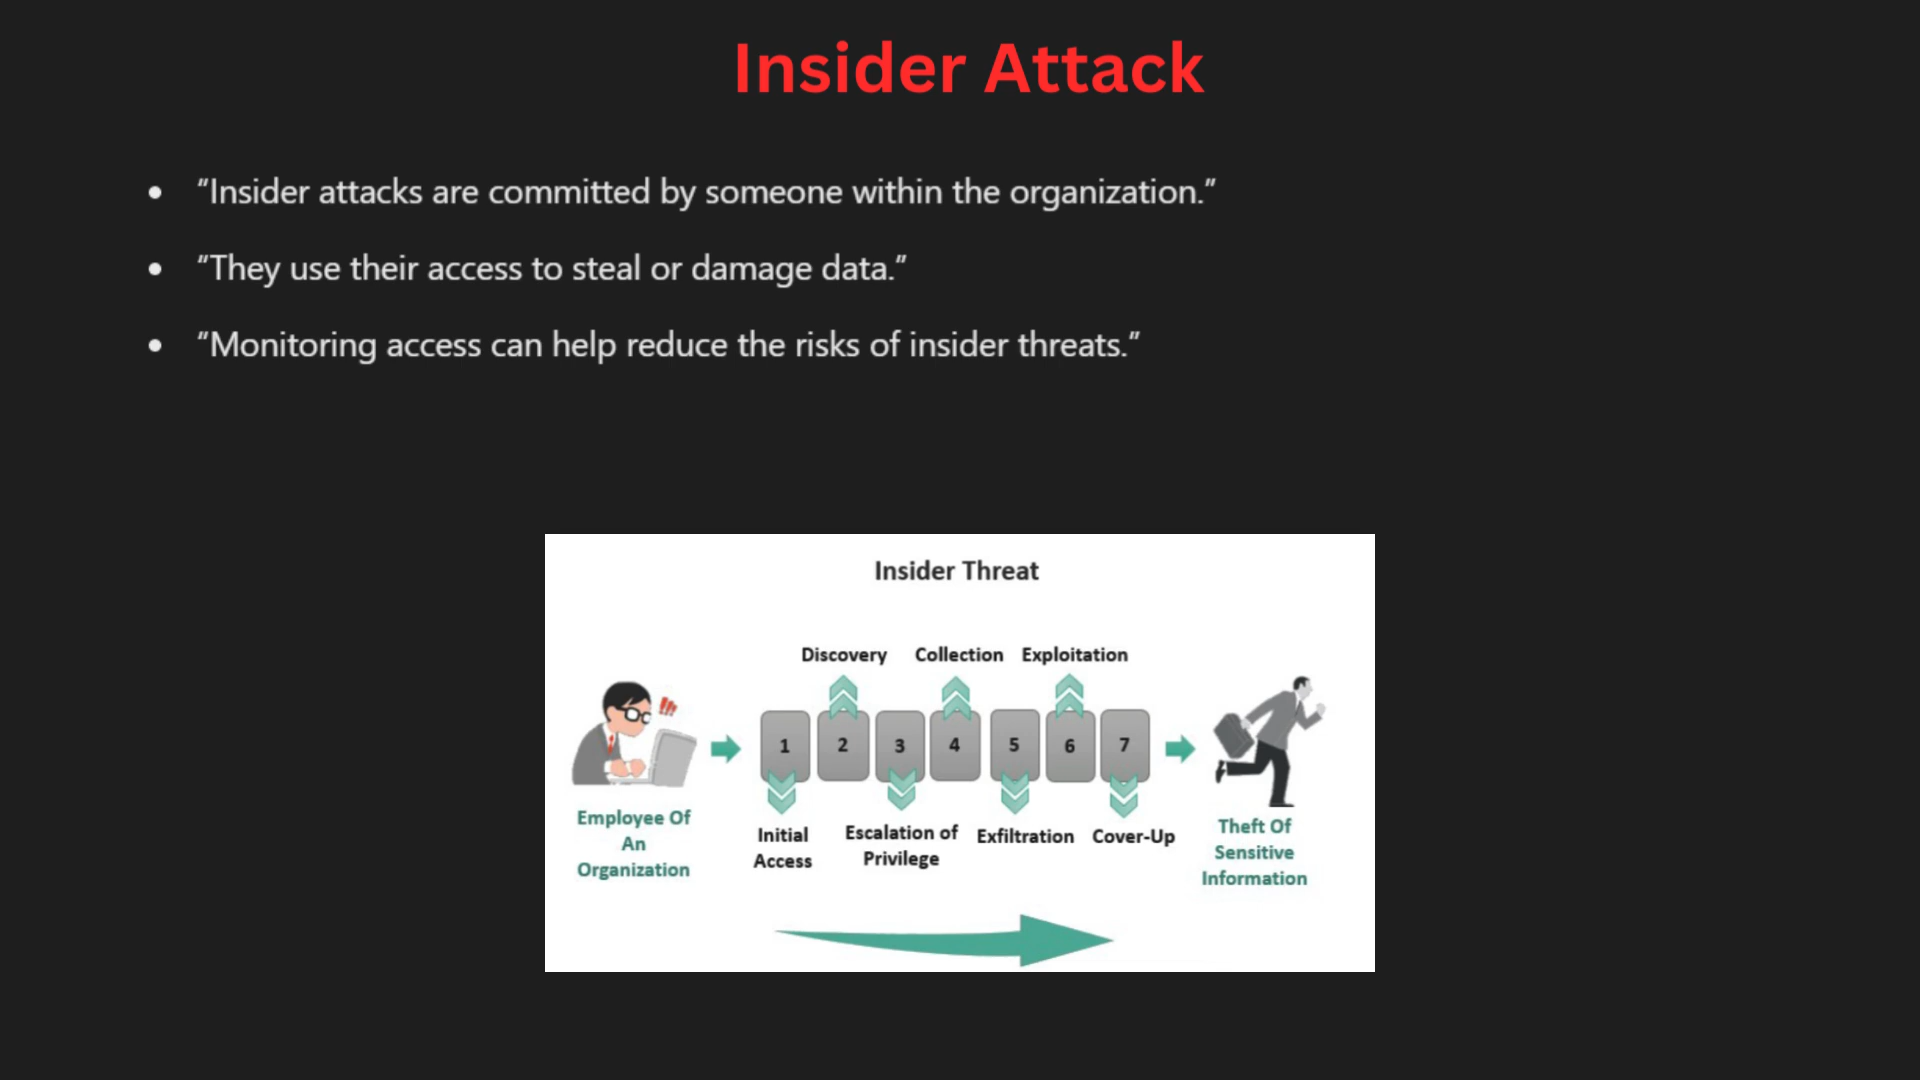 Insider Attack
• “Insider attacks are committed by someone within the organization.”
• “They use their access to steal or damage data.”
• “Monitoring access can help reduce the risks of insider threats.”
Insider Threat
Discovery Collection Exploitation
!!!
1 2 3 4 5 6 7
Employee Of
An
Organization
Initial
Access
Escalation of
Privilege
Exfiltration
Cover-Up
Theft Of
Sensitive
Information